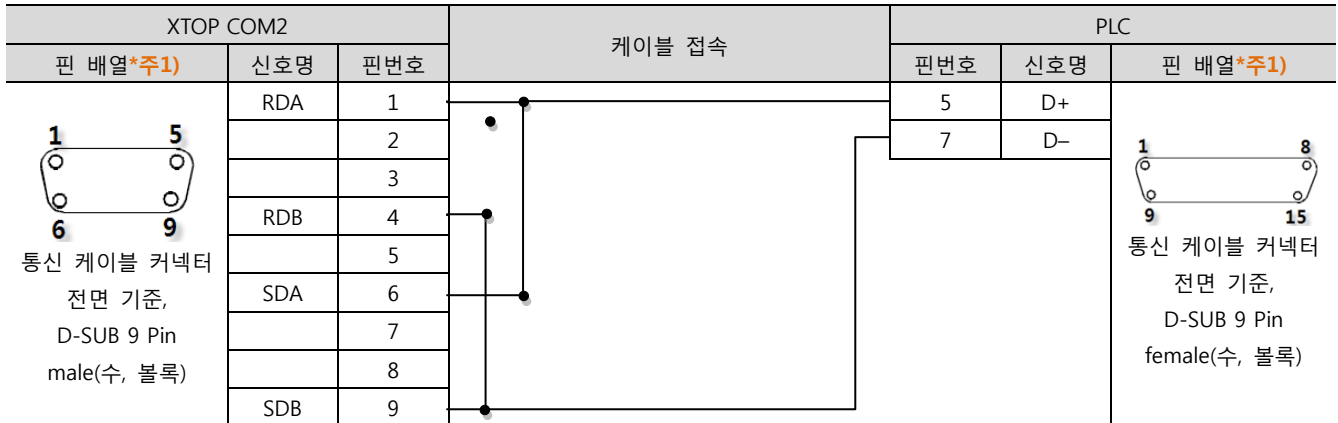 XTOP COM2 케이블 접속 PLC
핀 배열*주1) 신호명 핀번호 핀번호 신호명 핀 배열*주1)
RDA 1 5 D+
2 7 D−
3
RDB 4
5
SDA 6
7
8
SDB 9
1 5
6 9
통신 케이블 커넥터
전면 기준,
D-SUB 9 Pin
male(수, 볼록)
1 8
9 15
통신 케이블 커넥터
전면 기준,
D-SUB 9 Pin
female(수, 볼록)